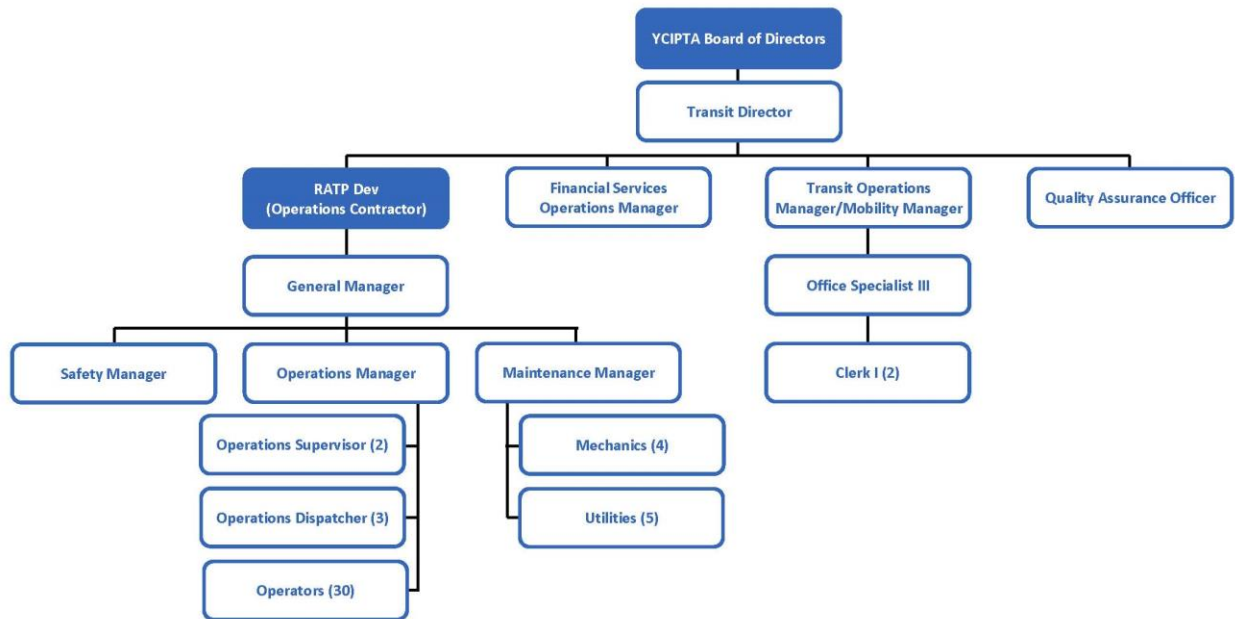 YCIPTA Board of Directors
Transit Director
RATP Dev
(Operations Contractor)
Financial Services
Operations Manager
Transit Operations
Manager/Mobility Manager
Quality Assurance Officer
General Manager
Office Specialist III
Safety Manager
Operations Manager
Maintenance Manager
Clerk I (2)
Operations Supervisor (2)
Mechanics (4)
Operations Dispatcher (3)
Utilities (5)
Operators (30)